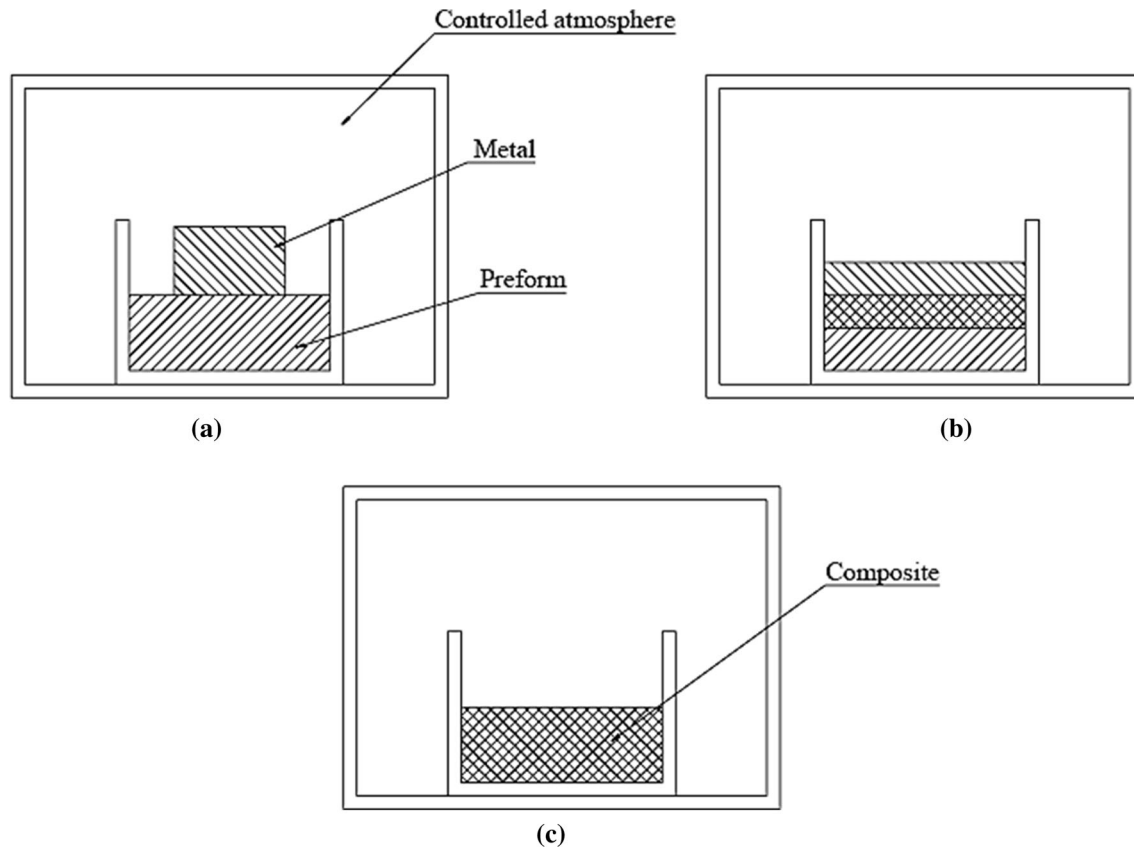 Controlled atmosphere
Metal
Preform
(a)
(b)
Composite
(c)